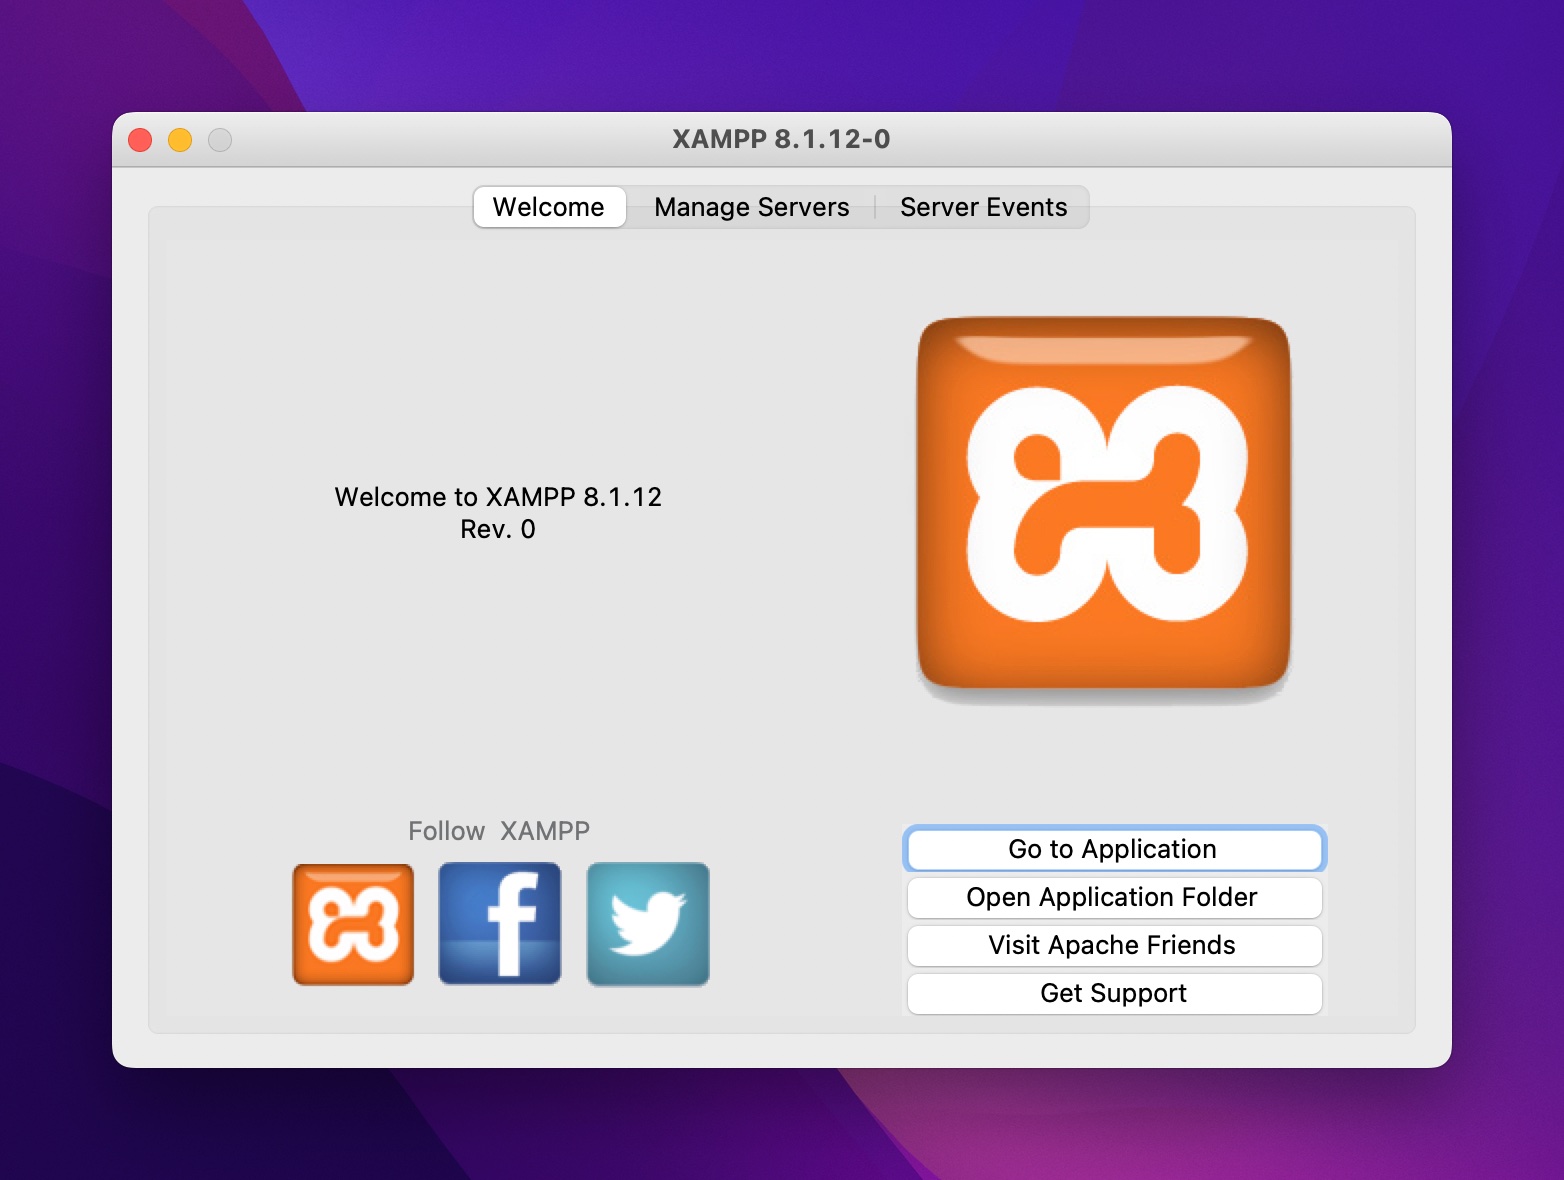 XAMPP 8.1.12-0
Welcome
Manage Servers
Server Events
Welcome to XAMPP 8.1.12
Rev. 0
Follow XAMPP
Go to Application
Open Application Folder
Visit Apache Friends
Get Support